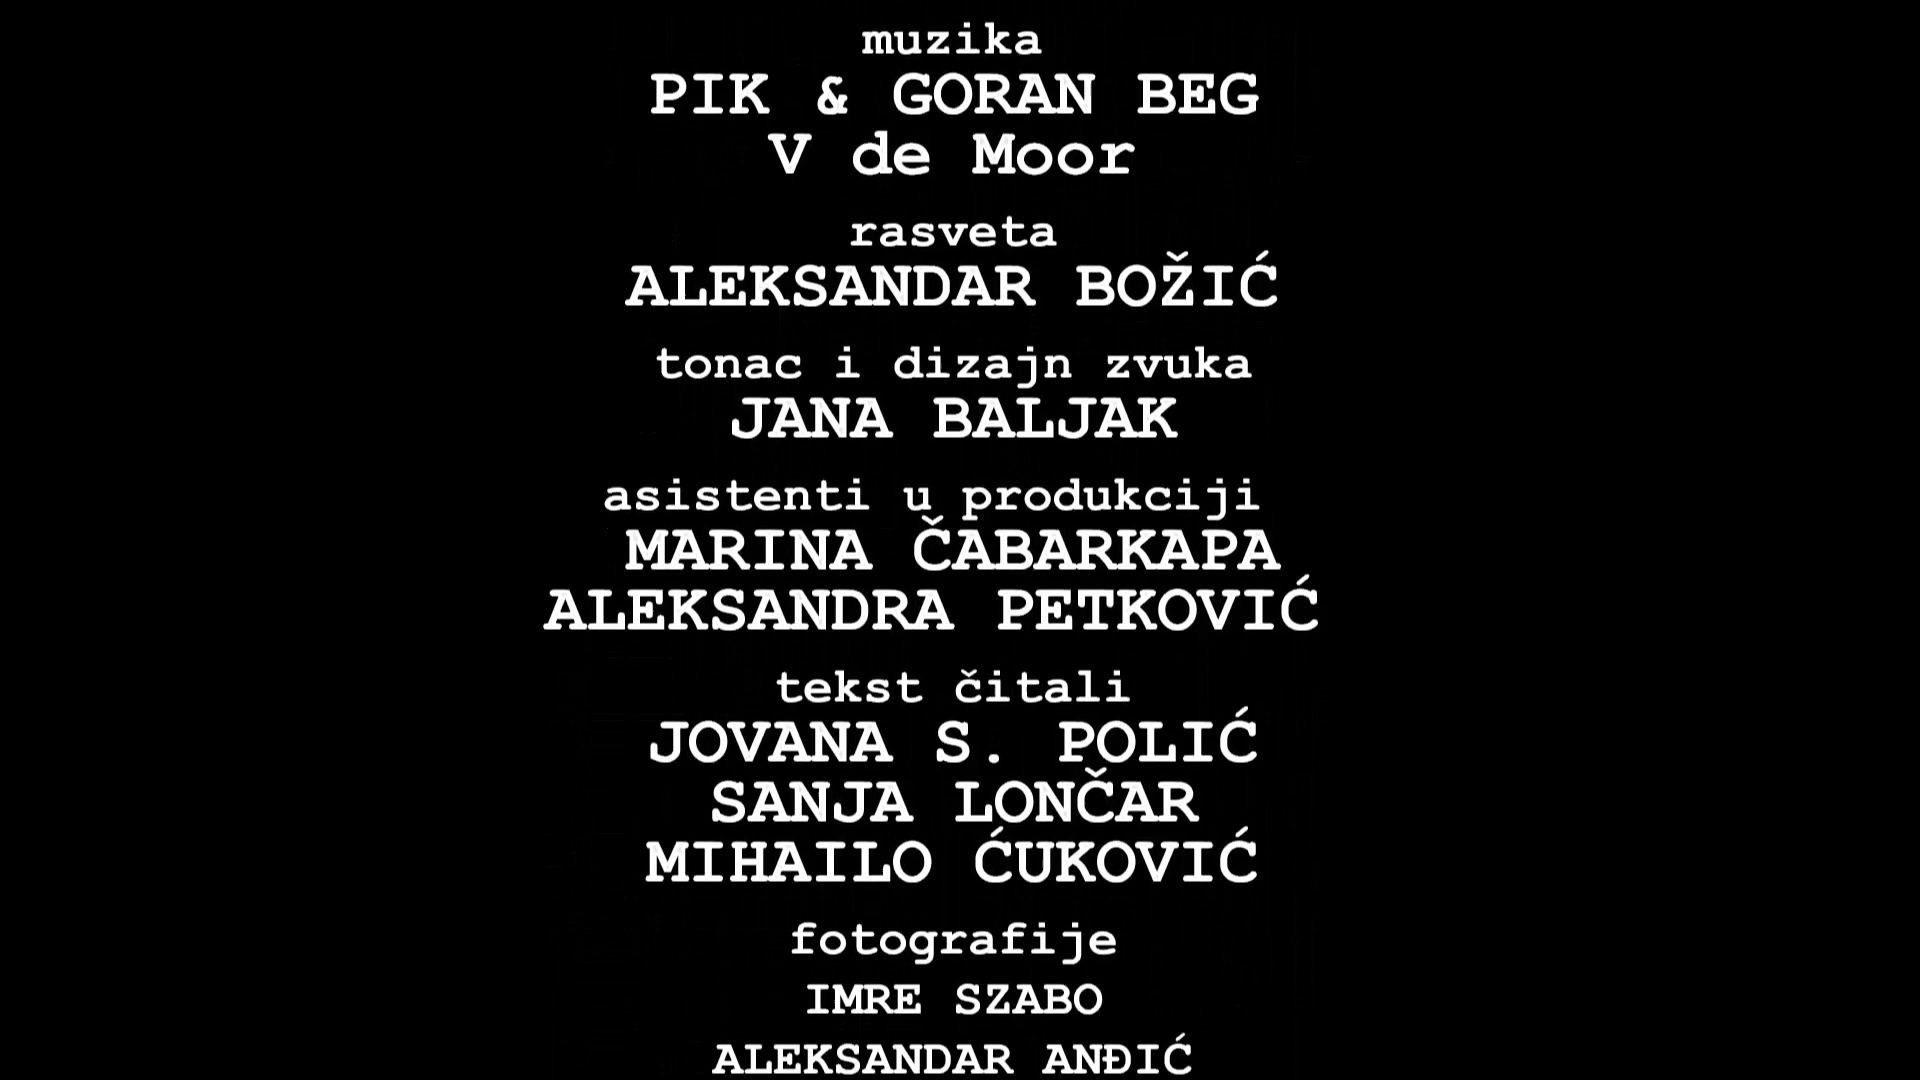 muzika
PIK & GORAN BEG
V de Moor
rasveta
ALEKSANDAR BOŽIĆ
tonac i dizajn zvuka
JANA BALJAK
asistenti u produkciji
MARINA ČABARKAPA
ALEKSANDRA PETKOVIĆ
tekst čitali
JOVANA S. POLIĆ
SANJA LONČAR
MIHAILO ĆUKOVIĆ
fotografije
IMRE SZABO
ALEKSANDAR ANĐIĆ